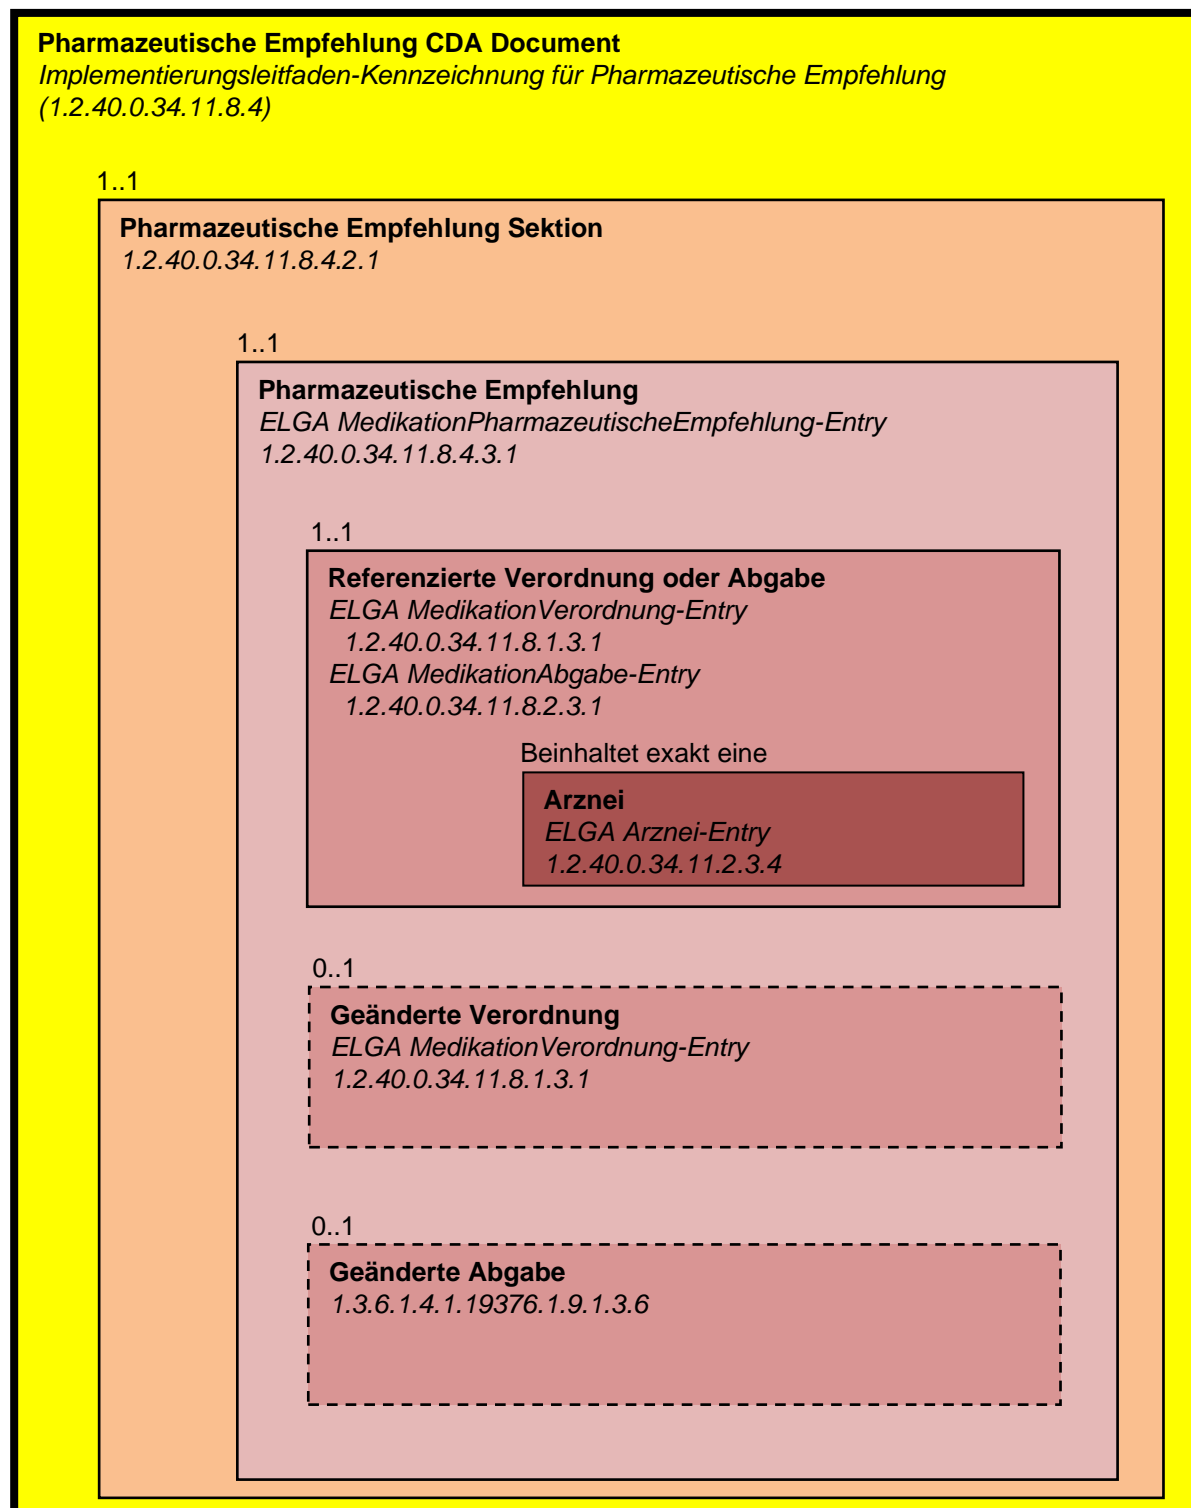 Pharmazeutische Empfehlung CDA Document
Implementierungsleitfaden-Kennzeichnung für Pharmazeutische Empfehlung
(1.2.40.0.34.11.8.4)
1..1
Pharmazeutische Empfehlung Sektion
1.2.40.0.34.11.8.4.2.1
1..1
Pharmazeutische Empfehlung
ELGA MedikationPharmazeutischeEmpfehlung-Entry
1.2.40.0.34.11.8.4.3.1
1..1
Referenzierte Verordnung oder Abgabe
ELGA MedikationVerordnung-Entry
1.2.40.0.34.11.8.1.3.1
ELGA MedikationAbgabe-Entry
1.2.40.0.34.11.8.2.3.1
Beinhaltet exakt eine
Arznei
ELGA Arznei-Entry
1.2.40.0.34.11.2.3.4
0..1
Geänderte Verordnung
ELGA MedikationVerordnung-Entry
1.2.40.0.34.11.8.1.3.1
0..1
Geänderte Abgabe
1.3.6.1.4.1.19376.1.9.1.3.6